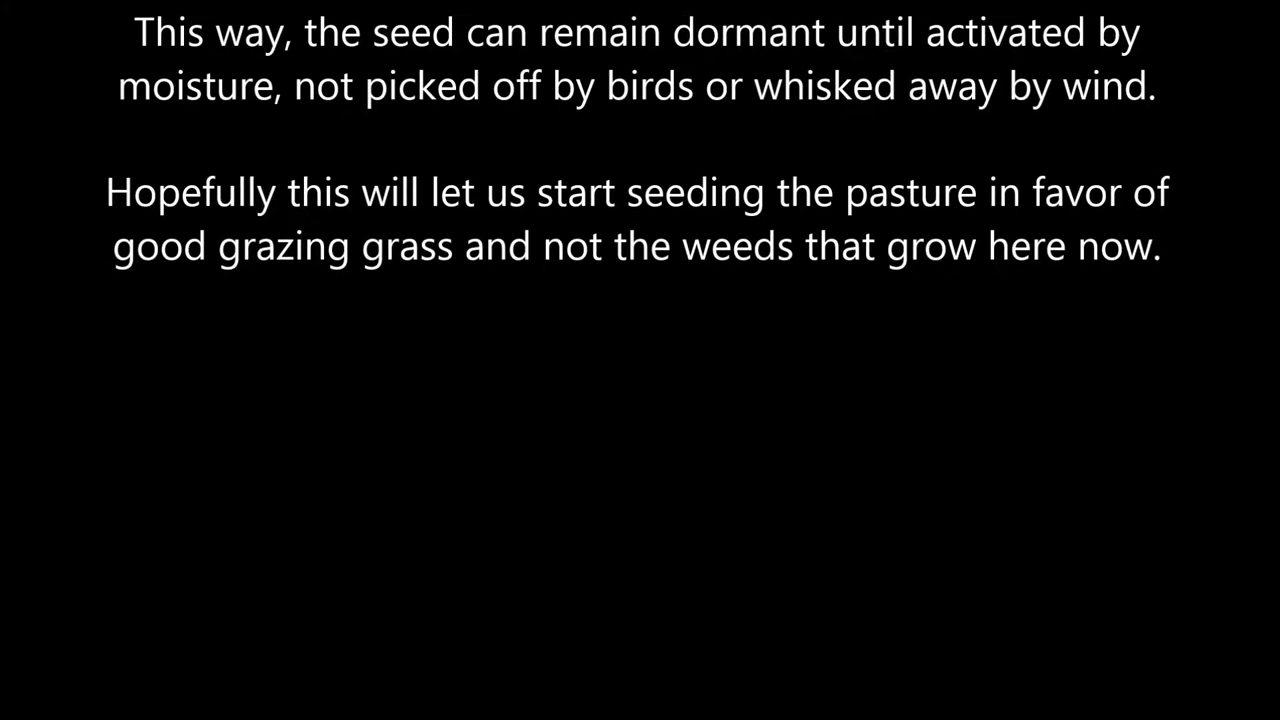 This way, the seed can remain dormant until activated by
moisture, not picked off by birds or whisked away by wind.
Hopefully this will let us start seeding the pasture in favor of
good grazing grass and not the weeds that grow here now.